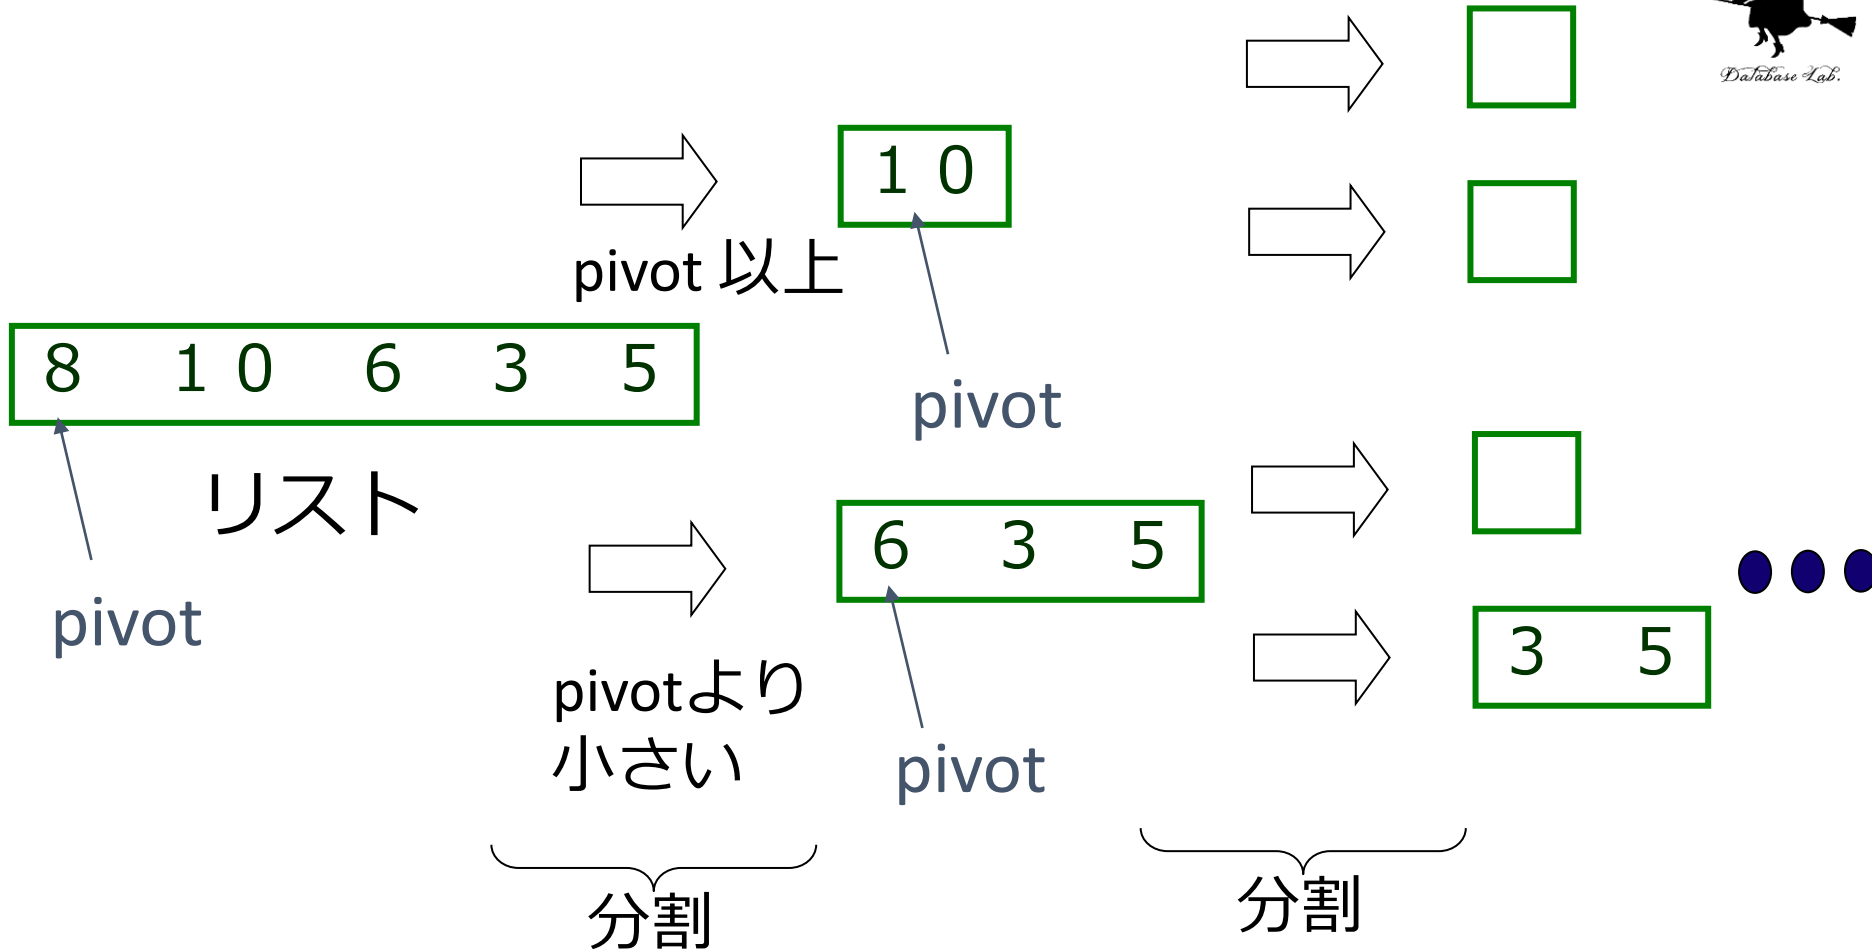 Database Lab.
１０
pivot 以上
８ １０ ６ ３ ５
pivot
リスト
６ ３ ５
pivot
３ ５
pivotより
小さい
pivot
分割
分割